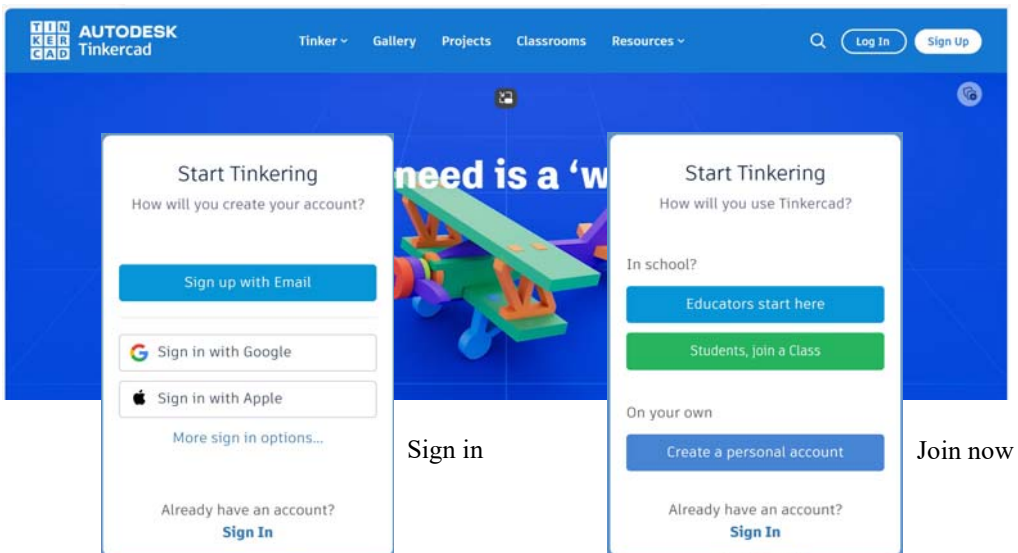 TIN
KER
CAD
AUTODESK
Tinkercad
Tinker
Gallery
Projects
Classrooms
Resources
Log In
Sign Up
need is a ‘w
Start Tinkering
How will you create your account?
Sign up with Email
Sign in with Google
Sign in with Apple
More sign in options...
Already have an account?
Sign In
Sign in
Start Tinkering
How will you use Tinkercad?
In school?
Educators start here
Students, join a Class
On your own
Create a personal account
Already have an account?
Sign In
Join now